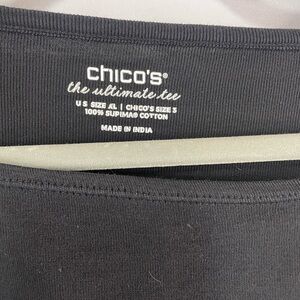 chico's®
the ultimate tee
US SIZE XL | CHICO'S SIZE 3
100% SUPIMA® COTTON
MADE IN INDIA